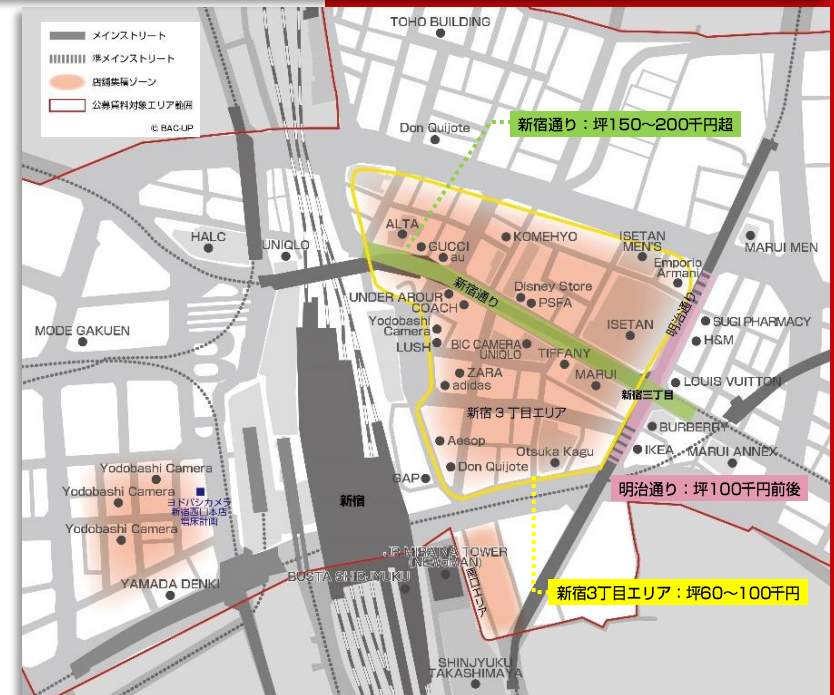 TOHO BUILDING
メインストリート
準メインストリート
店舗集積ゾーン
公募賃料対象エリア範囲
© BAC-UP
Don Quijote
新宿通り：坪150～200千円超
ALTA
HALC
UNIQLO
GUCCI
au
KOMEHYO
ISETAN
MEN'S
MARUI MEN
Emporio
Armani
新宿通り
Disney Store
PSFA
UNDER AROUR
COACH
明治通り
Yodobashi
Camera
ISETAN
SUGI PHARMACY
MODE GAKUEN
LUSH
BIC CAMERA
UNIQLO
H&M
TIFFANY
ZARA
adidas
MARUI
LOUIS VUITTON
新宿三丁目
新宿３丁目エリア
BURBERRY
Aesop
Otsuka Kagu
IKEA
MARUI ANNEX
Don Quijote
GAP
Yodobashi Camera
Yodobashi Camera
ヨドバシカメラ
新宿西口本店
増床計画
新宿
明治通り：坪100千円前後
Yodobashi Camera
JR MIRAINA TOWER
(NEWoMAN)
BUSTA SHINJYUKU
YAMADA DENKI
新宿3丁目エリア：坪60～100千円
SHINJYUKU
TAKASHIMAYA